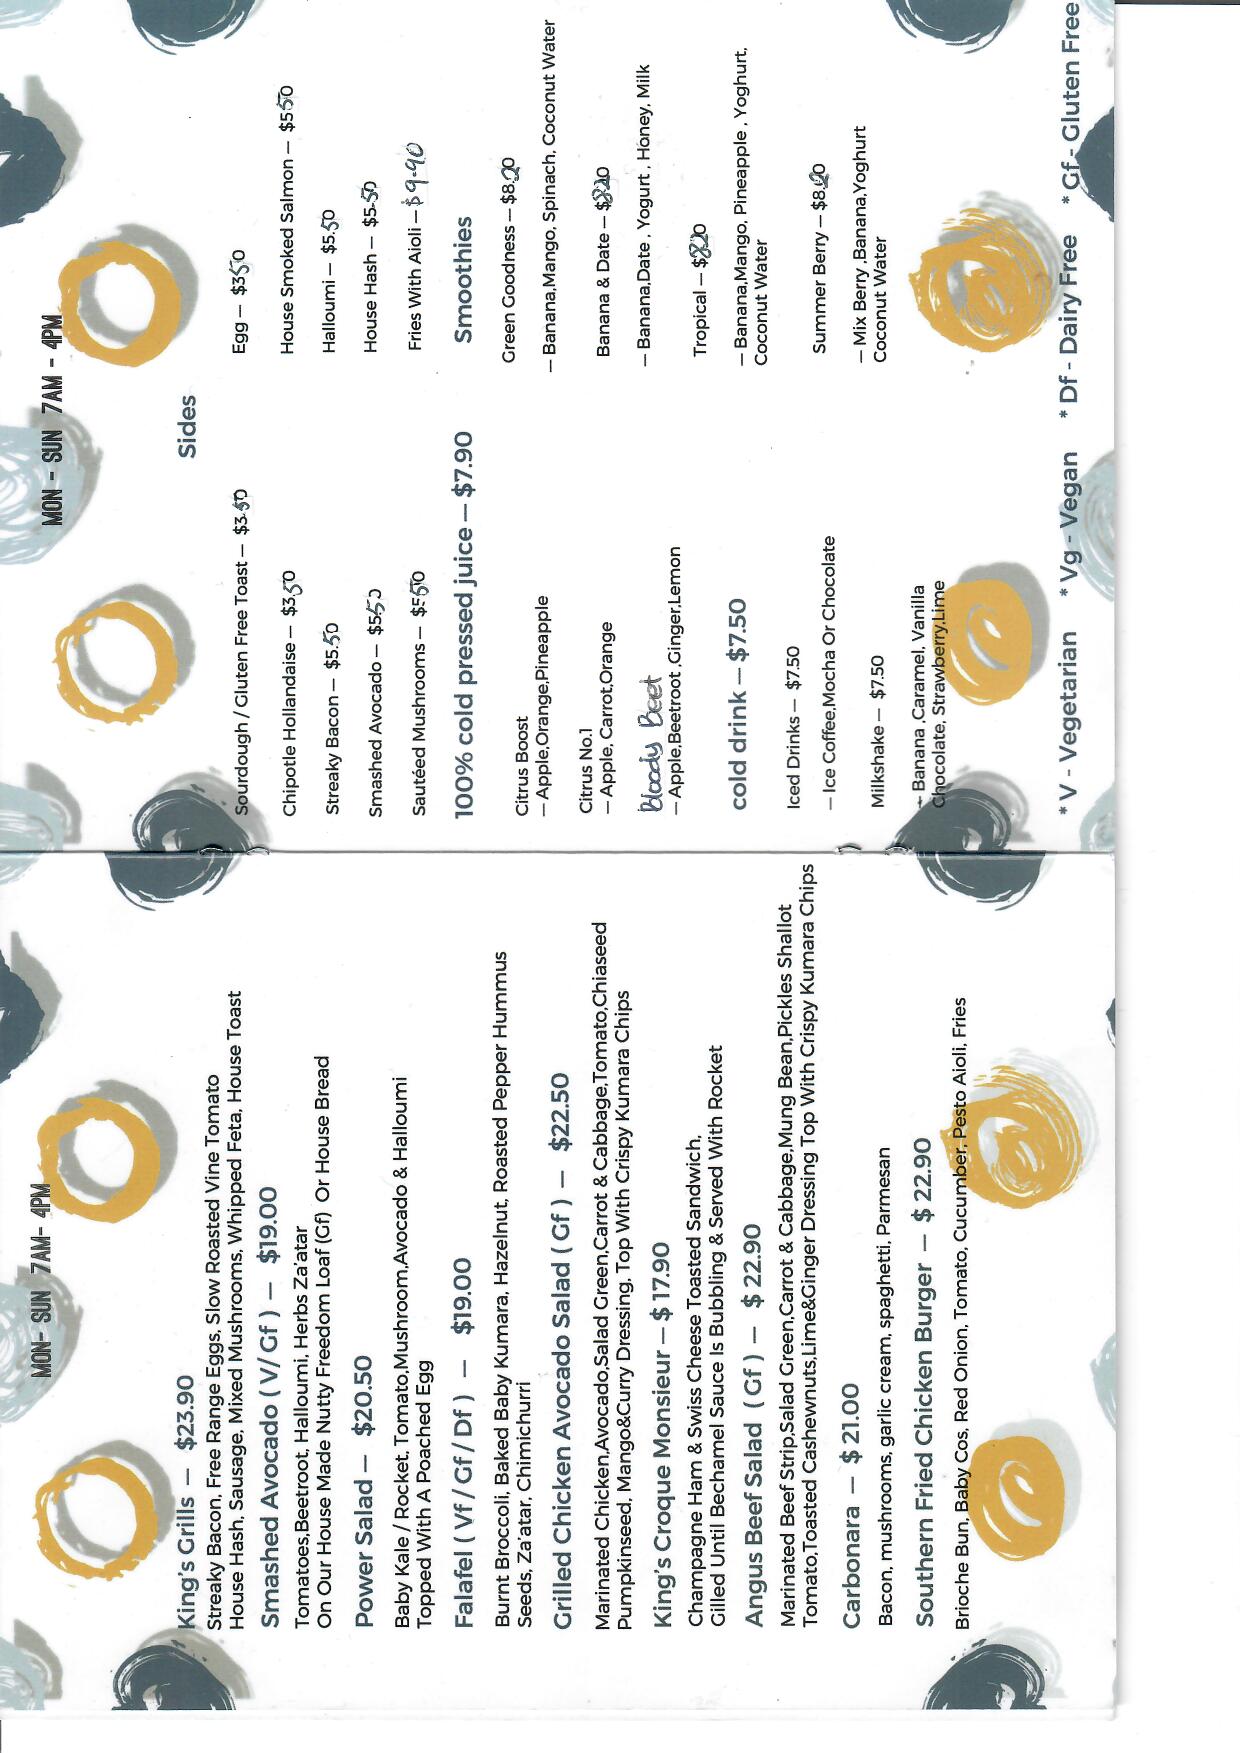 MON- SUN 7AM- 4PM
King's Grills — $23.90
Streaky Bacon, Free Range Eggs, Slow Roasted Vine Tomato
House Hash, Sausage, Mixed Mushrooms, Whipped Feta, House Toast
Smashed Avocado ( V / Gf ) — $19.00
Tomatoes,Beetroot, Halloumi, Herbs Za'atar
On Our House Made Nutty Freedom Loaf (Gf) Or House Bread
Power Salad — $20.50
Baby Kale / Rocket, Tomato,Mushroom,Avocado & Halloumi
Topped With A Poached Egg
Falafel ( Vf / Gf / Df ) — $19.00
Burnt Broccoli, Baked Baby Kumara, Hazelnut, Roasted Pepper Hummus
Seeds, Za'atar, Chimichurri
Grilled Chicken Avocado Salad ( Gf ) — $22.50
Marinated Chicken,Avocado,Salad Green,Carrot & Cabbage,Tomato,Chiaseed
Pumpkinseed, Mango&Curry Dressing, Top With Crispy Kumara Chips
King's Croque Monsieur — $ 17.90
Champagne Ham & Swiss Cheese Toasted Sandwich,
Gilled Until Bechamel Sauce Is Bubbling & Served With Rocket
Angus Beef Salad ( Gf ) — $ 22.90
Marinated Beef Strip,Salad Green,Carrot & Cabbage,Mung Bean,Pickles Shallot
Tomato,Toasted Cashewnuts,Lime&Ginger Dressing Top With Crispy Kumara Chips
Carbonara — $ 21.00
Bacon, mushrooms, garlic cream, spaghetti, Parmesan
Southern Fried Chicken Burger — $ 22.90
Brioche Bun, Baby Cos, Red Onion, Tomato, Cucumber, Pesto Aioli, Fries
MON - SUN 7AM - 4PM
Sides
Sourdough / Gluten Free Toast — $3.50
Chipotle Hollandaise — $3.50
Streaky Bacon — $5.50
Smashed Avocado — $5.50
Sautéed Mushrooms — $5.50
Egg — $3.50
House Smoked Salmon — $5.50
Halloumi — $5.50
House Hash — $5.50
Fries With Aioli — $9.90
100% cold pressed juice — $7.90
Citrus Boost
— Apple,Orange,Pineapple
Citrus No.1
— Apple, Carrot,Orange
Bloody Beet
— Apple,Beetroot ,Ginger,Lemon
cold drink — $7.50
Iced Drinks — $7.50
— Ice Coffee,Mocha Or Chocolate
Milkshake — $7.50
— Banana ,Caramel, Vanilla
Chocolate, Strawberry,Lime
Smoothies
Green Goodness — $8.20
— Banana,Mango, Spinach, Coconut Water
Banana & Date — $8.20
— Banana,Date , Yogurt , Honey, Milk
Tropical — $8.20
— Banana,Mango, Pineapple , Yoghurt,
Coconut Water
Summer Berry — $8.20
— Mix Berry ,Banana,Yoghurt
Coconut Water
* V - Vegetarian * Vg - Vegan * Df - Dairy Free * Gf - Gluten Free